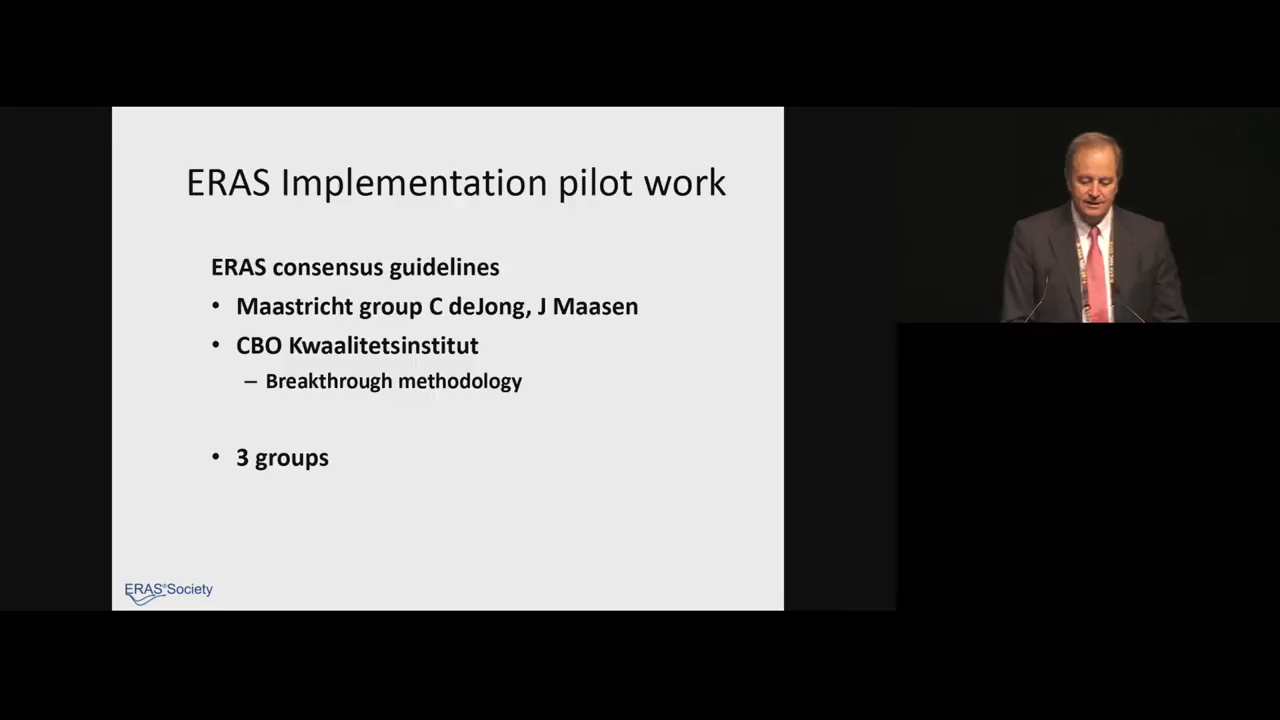 ERAS Implementation pilot work
ERAS consensus guidelines
• Maastricht group C deJong, J Maasen
• CBO Kwaalitetsinstitut
– Breakthrough methodology
• 3 groups
ERAS®Society